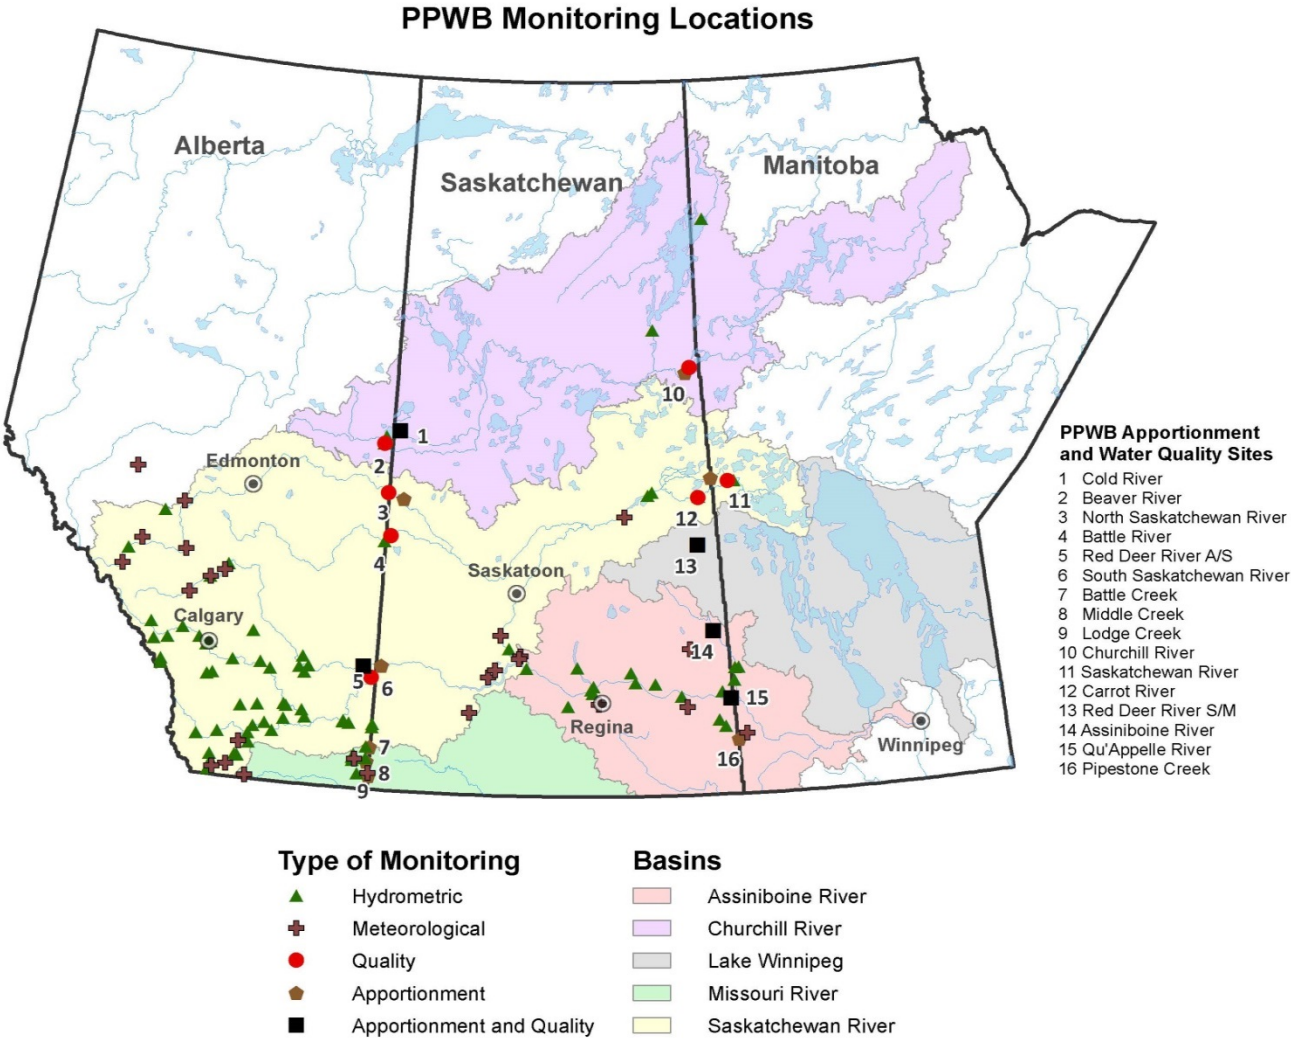 PPWB Monitoring Locations
Alberta
Saskatchewan
Manitoba
10
1
2
Edmonton
3
11
12
4
13
Saskatoon
Calgary
14
5
6
15
Regina
Winnipeg
7
16
8
9
PPWB Apportionment
and Water Quality Sites
1 Cold River
2 Beaver River
3 North Saskatchewan River
4 Battle River
5 Red Deer River A/S
6 South Saskatchewan River
7 Battle Creek
8 Middle Creek
9 Lodge Creek
10 Churchill River
11 Saskatchewan River
12 Carrot River
13 Red Deer River S/M
14 Assiniboine River
15 Qu'Appelle River
16 Pipestone Creek
Type of Monitoring
Hydrometric
Meteorological
Quality
Apportionment
Apportionment and Quality
Basins
Assiniboine River
Churchill River
Lake Winnipeg
Missouri River
Saskatchewan River